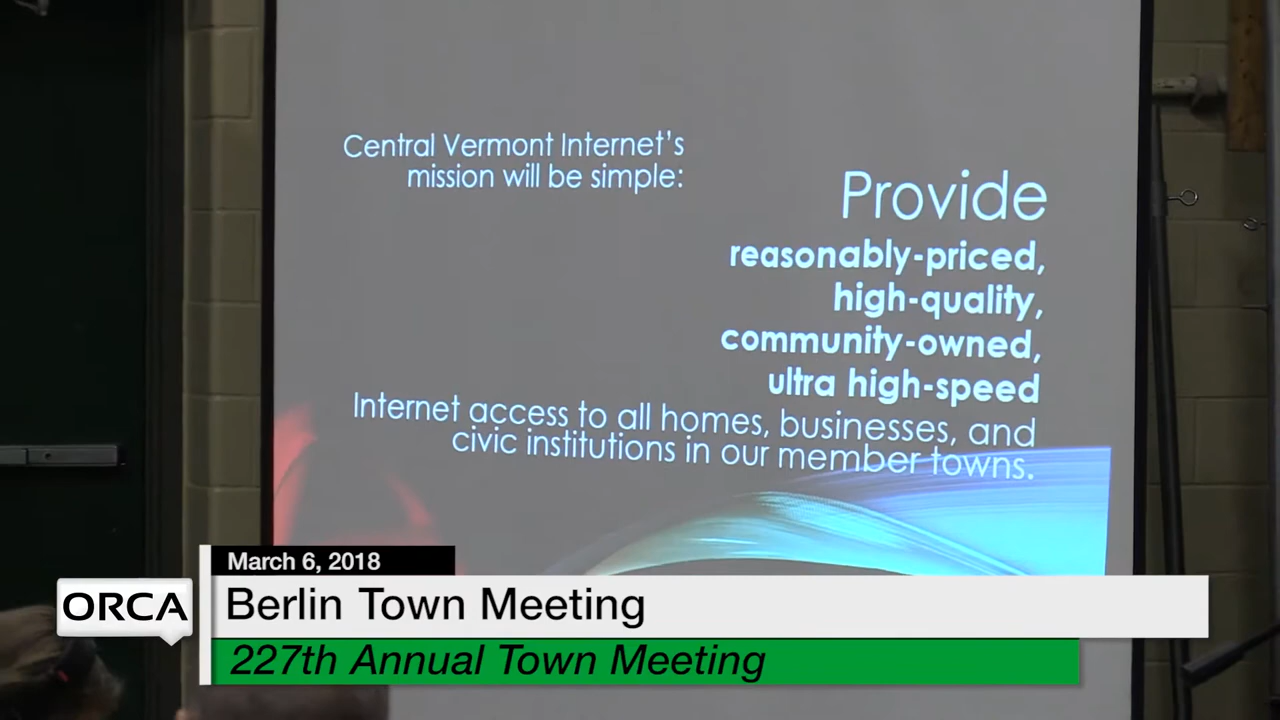 Central Vermont Internet's
mission will be simple:
Provide
reasonably-priced,
high-quality,
community-owned,
ultra high-speed
Internet access to all homes, businesses, and
civic institutions in our member towns.
March 6, 2018
ORCA
Berlin Town Meeting
227th Annual Town Meeting